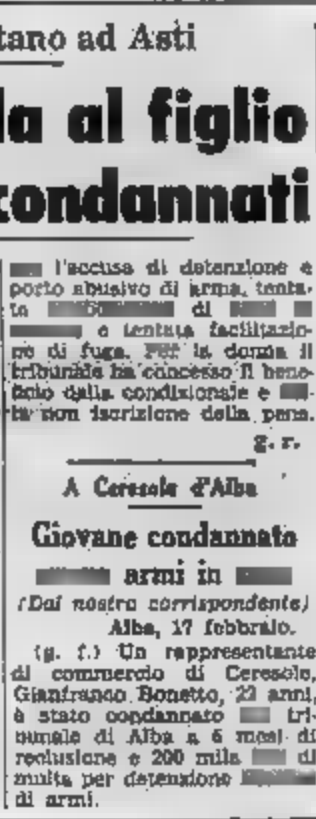 tano ad Asti
la al figlio
condannati
l'accusa di detenzione e
porto abusivo di arma, tenta-
ta di
, e tentata facilitazio-
ne di fuga. Per la donna il
tribunale ha concesso il bene-
ficio della condizionale e
la non iscrizione della pena.
g. r.
A Ceresole d'Alba
Giovane condannato
armi in
(Dal nostro corrispondente)
Alba, 17 febbraio.
(g. f.) Un rappresentante
di commercio di Ceresole,
Gianfranco Bonetto, 22 anni,
è stato condannato tri-
bunale di Alba a 6 mesi di
reclusione e 200 mila di
multa per detenzione
di armi.